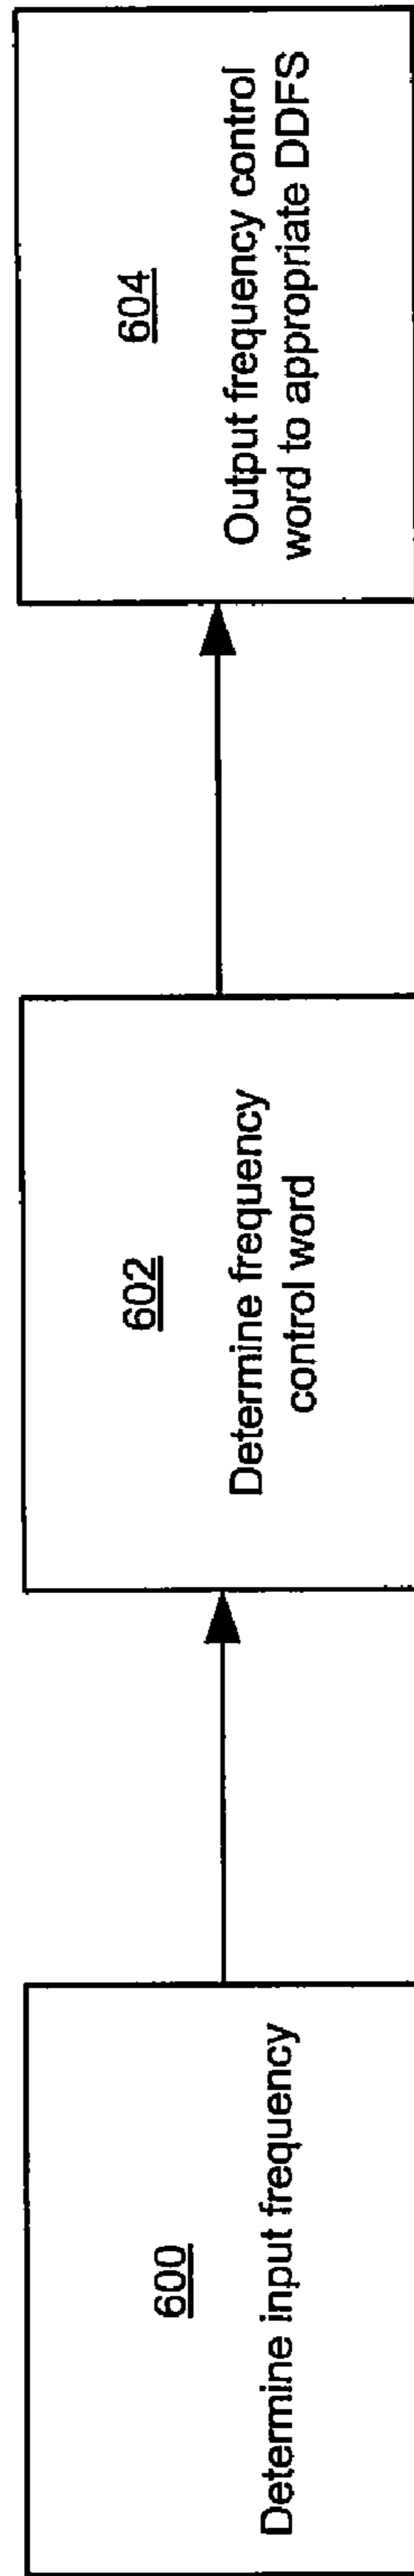 600
Determine input frequency
602
Determine frequency
control word
604
Output frequency control
word to appropriate DDFS